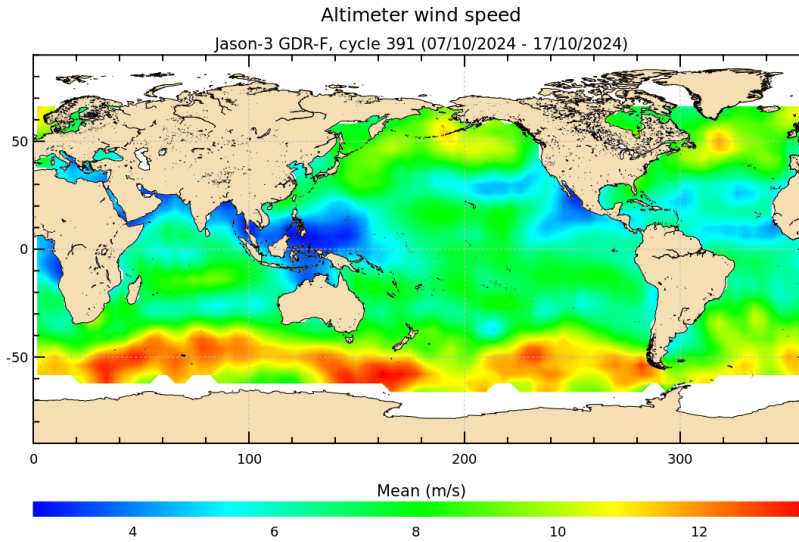 Altimeter wind speed
Jason-3 GDR-F, cycle 391 (07/10/2024 - 17/10/2024)
50
0
-50
0 100 200 300
Mean (m/s)
4 6 8 10 12